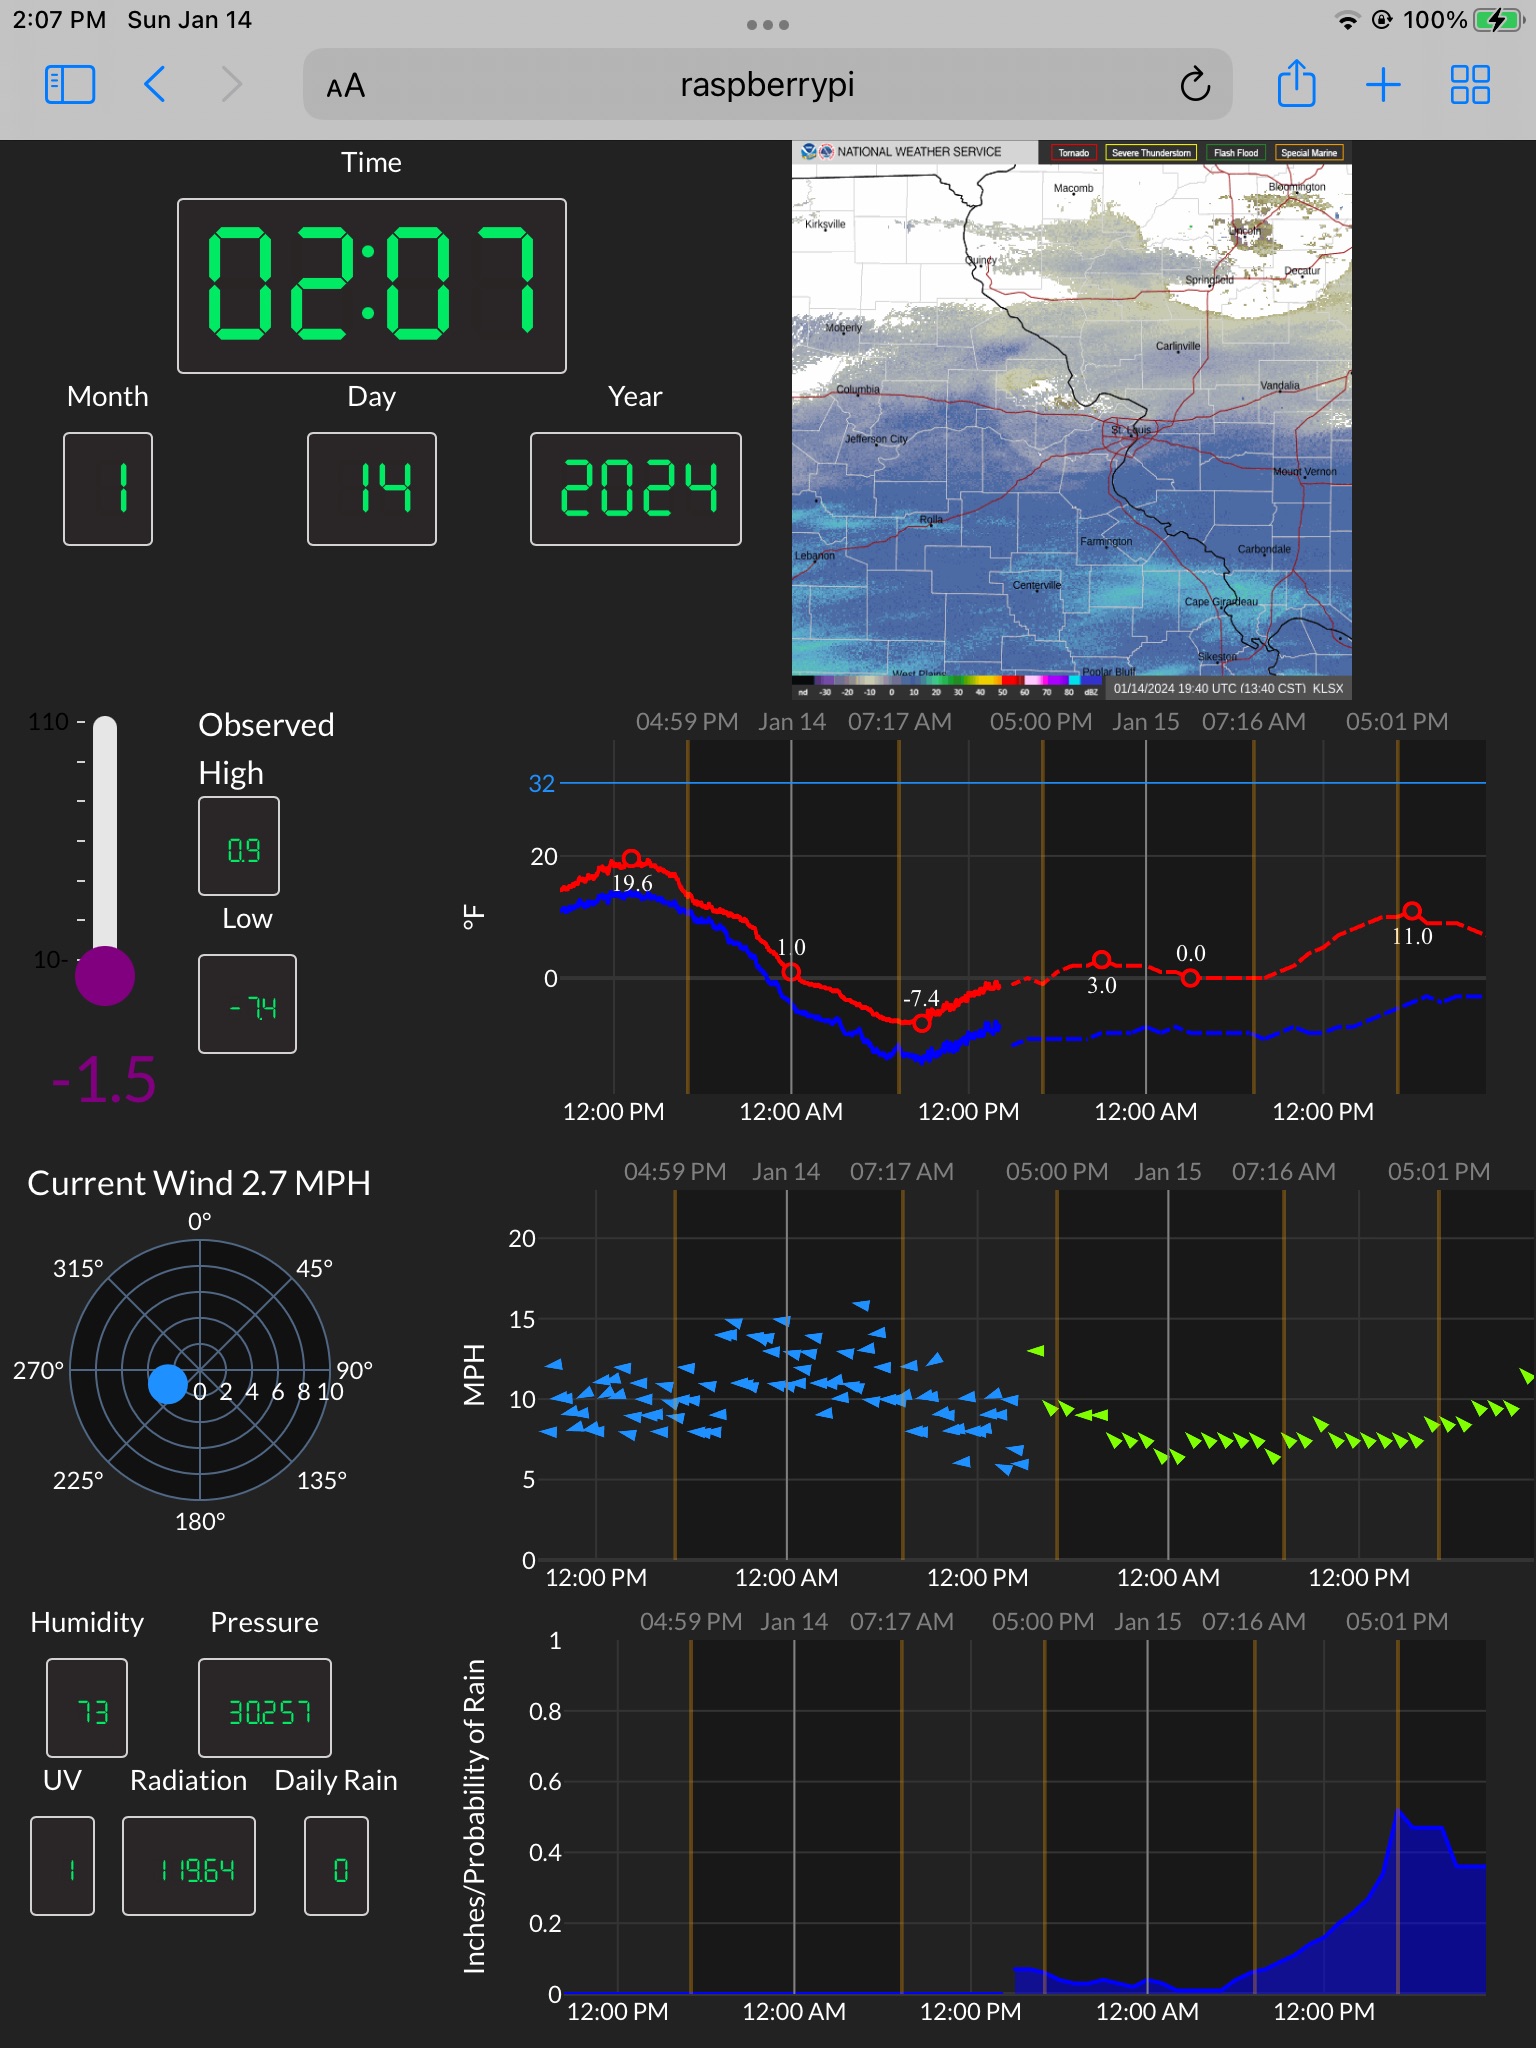 2:07 PM Sun Jan 14
100%
AA raspberrypi
Time
02:07
Month Day Year
1 14 2024
NATIONAL WEATHER SERVICE Tornado Severe Thunderstorm Flash Flood Special Marine
Macomb Bloomington
Kirksville
Lincoln
Quincy
Springfield Decatur
Moberly
Carlinville
Columbia Vandalia
Jefferson City St. Louis
Mount Vernon
Rolla
Lebanon Farmington Carbondale
Centerville
Cape Girardeau
Sikeston
West Plains Poplar Bluff
nd -30 -20 -10 0 10 20 30 40 50 60 70 80 dBZ
01/14/2024 19:40 UTC (13:40 CST) KLSX
110
10-
-1.5
Observed
High
0.9
Low
-7.4
04:59 PM Jan 14 07:17 AM 05:00 PM Jan 15 07:16 AM 05:01 PM
32
20
0
°F
19.6
1.0
-7.4
3.0
0.0
11.0
12:00 PM 12:00 AM 12:00 PM 12:00 AM 12:00 PM
Current Wind 2.7 MPH
0°
315° 45°
270° 90°
0 2 4 6 8 10
225° 135°
180°
04:59 PM Jan 14 07:17 AM 05:00 PM Jan 15 07:16 AM 05:01 PM
20
15
10
5
0
MPH
12:00 PM 12:00 AM 12:00 PM 12:00 AM 12:00 PM
Humidity Pressure
73 30.257
UV Radiation Daily Rain
1 119.64 0
04:59 PM Jan 14 07:17 AM 05:00 PM Jan 15 07:16 AM 05:01 PM
1
0.8
0.6
0.4
0.2
0
Inches/Probability of Rain
12:00 PM 12:00 AM 12:00 PM 12:00 AM 12:00 PM